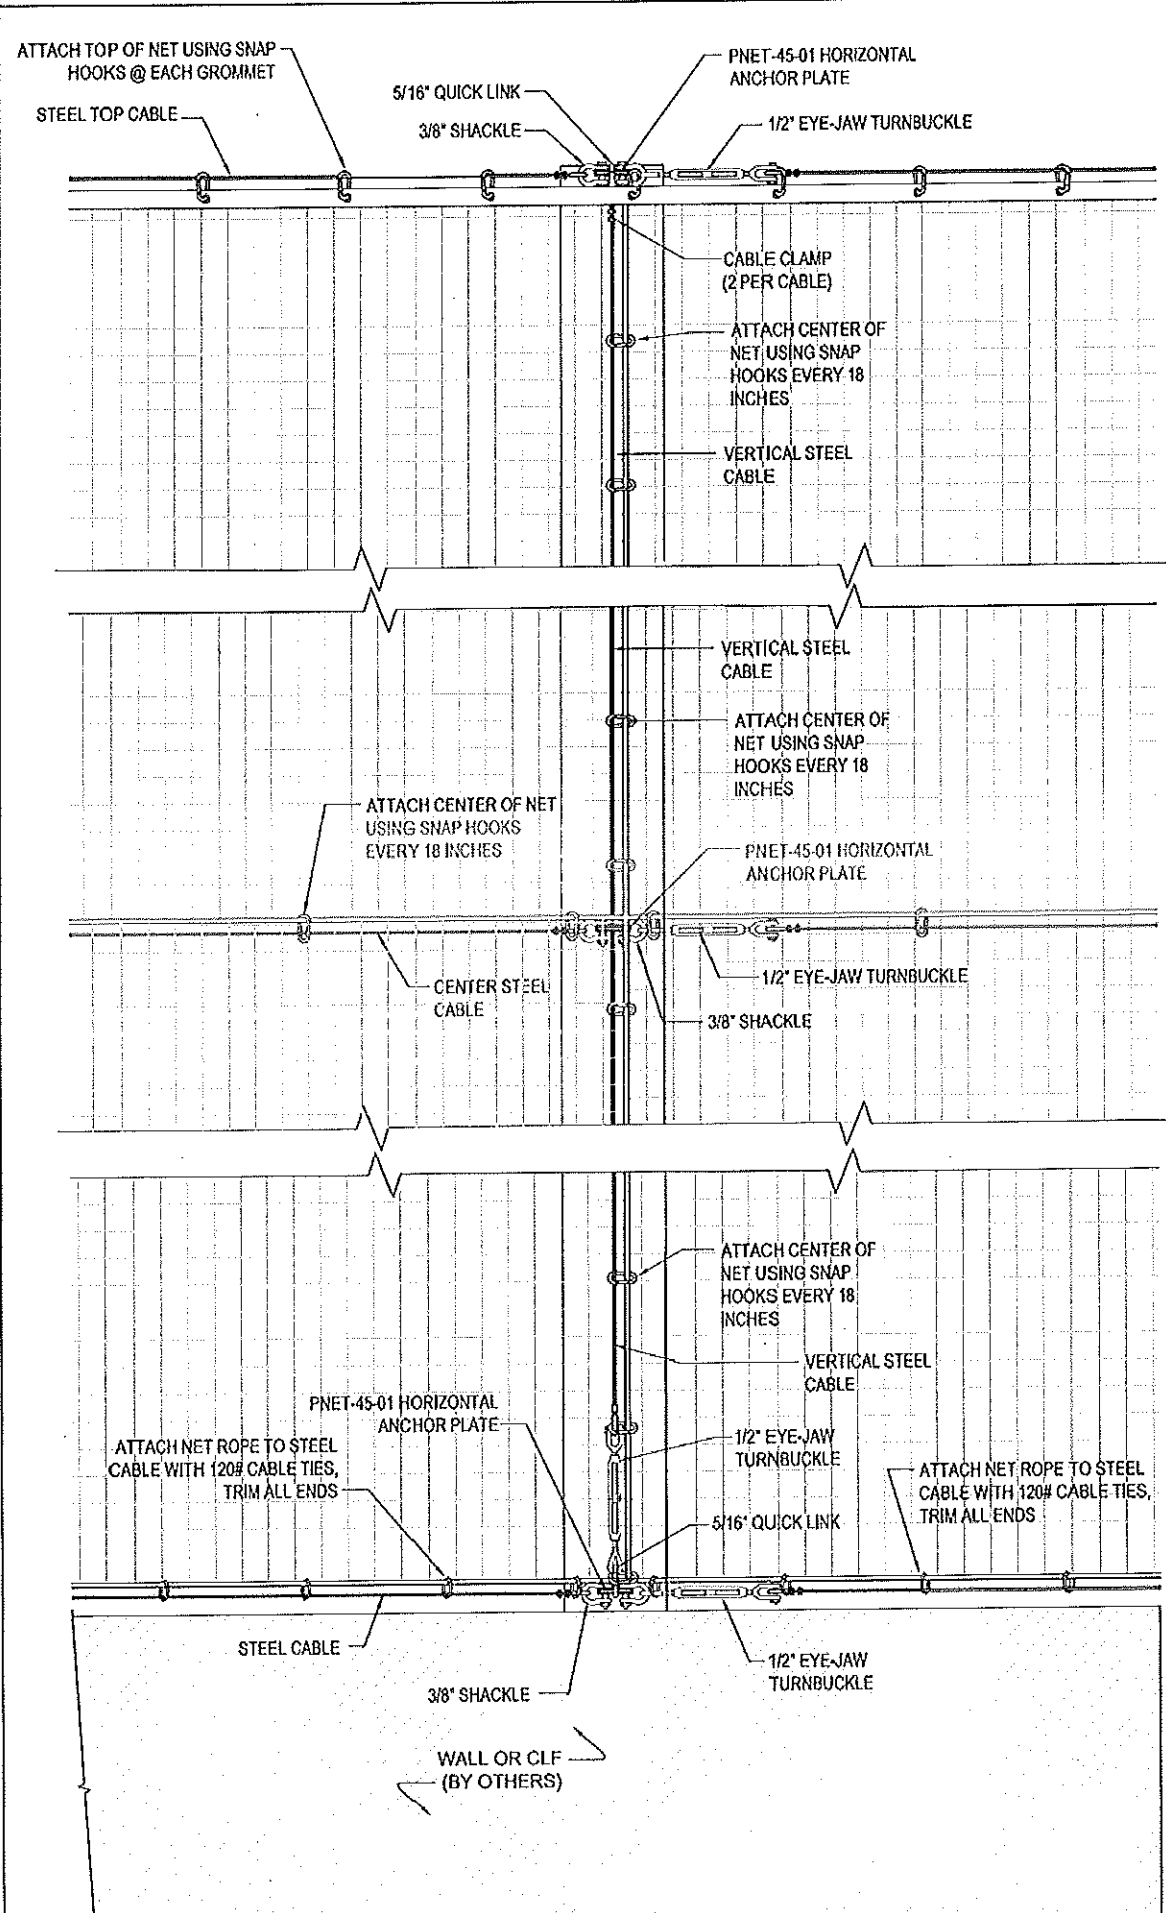 ATTACH TOP OF NET USING SNAP
HOOKS @ EACH GROMMET
STEEL TOP CABLE
5/16" QUICK LINK
3/8" SHACKLE
PNET-45-01 HORIZONTAL
ANCHOR PLATE
1/2" EYE-JAW TURNBUCKLE
CABLE CLAMP
(2 PER CABLE)
ATTACH CENTER OF
NET USING SNAP
HOOKS EVERY 18
INCHES
VERTICAL STEEL
CABLE
VERTICAL STEEL
CABLE
ATTACH CENTER OF
NET USING SNAP
HOOKS EVERY 18
INCHES
ATTACH CENTER OF NET
USING SNAP HOOKS
EVERY 18 INCHES
PNET-45-01 HORIZONTAL
ANCHOR PLATE
CENTER STEEL
CABLE
1/2" EYE-JAW TURNBUCKLE
3/8" SHACKLE
ATTACH CENTER OF
NET USING SNAP
HOOKS EVERY 18
INCHES
VERTICAL STEEL
CABLE
PNET-45-01 HORIZONTAL
ANCHOR PLATE
ATTACH NET ROPE TO STEEL
CABLE WITH 120# CABLE TIES,
TRIM ALL ENDS
1/2" EYE-JAW
TURNBUCKLE
ATTACH NET ROPE TO STEEL
CABLE WITH 120# CABLE TIES,
TRIM ALL ENDS
5/16" QUICK LINK
STEEL CABLE
3/8" SHACKLE
1/2" EYE-JAW
TURNBUCKLE
WALL OR CLF
(BY OTHERS)